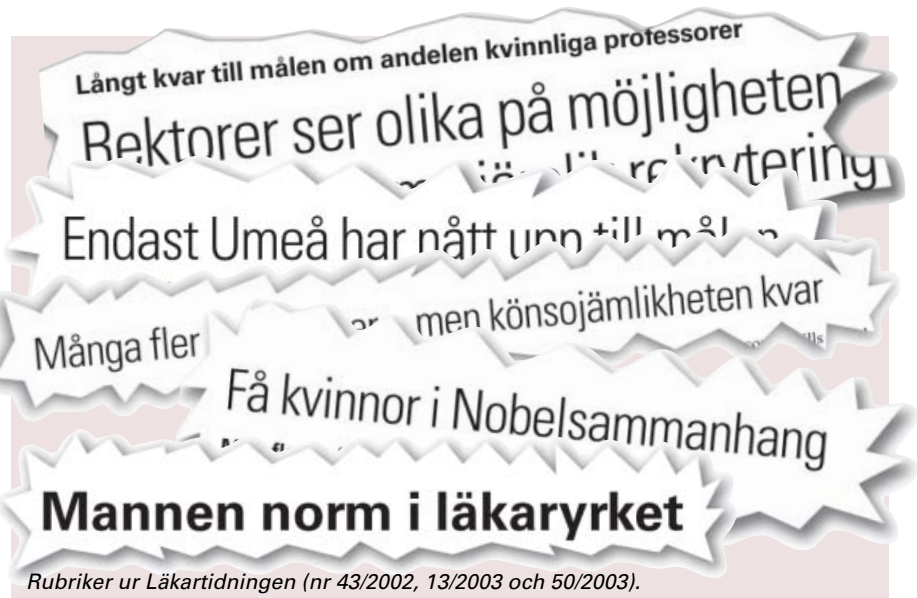 Långt kvar till målen om andelen kvinnliga professorer
Rektorer ser olika på möjligheten
rekrytering
Endast Umeå har nått upp till
Många fler men könsojämlikheten kvar
Få kvinnor i Nobelsammanhang
Mannen norm i läkaryrket
Rubriker ur Läkartidningen (nr 43/2002, 13/2003 och 50/2003).